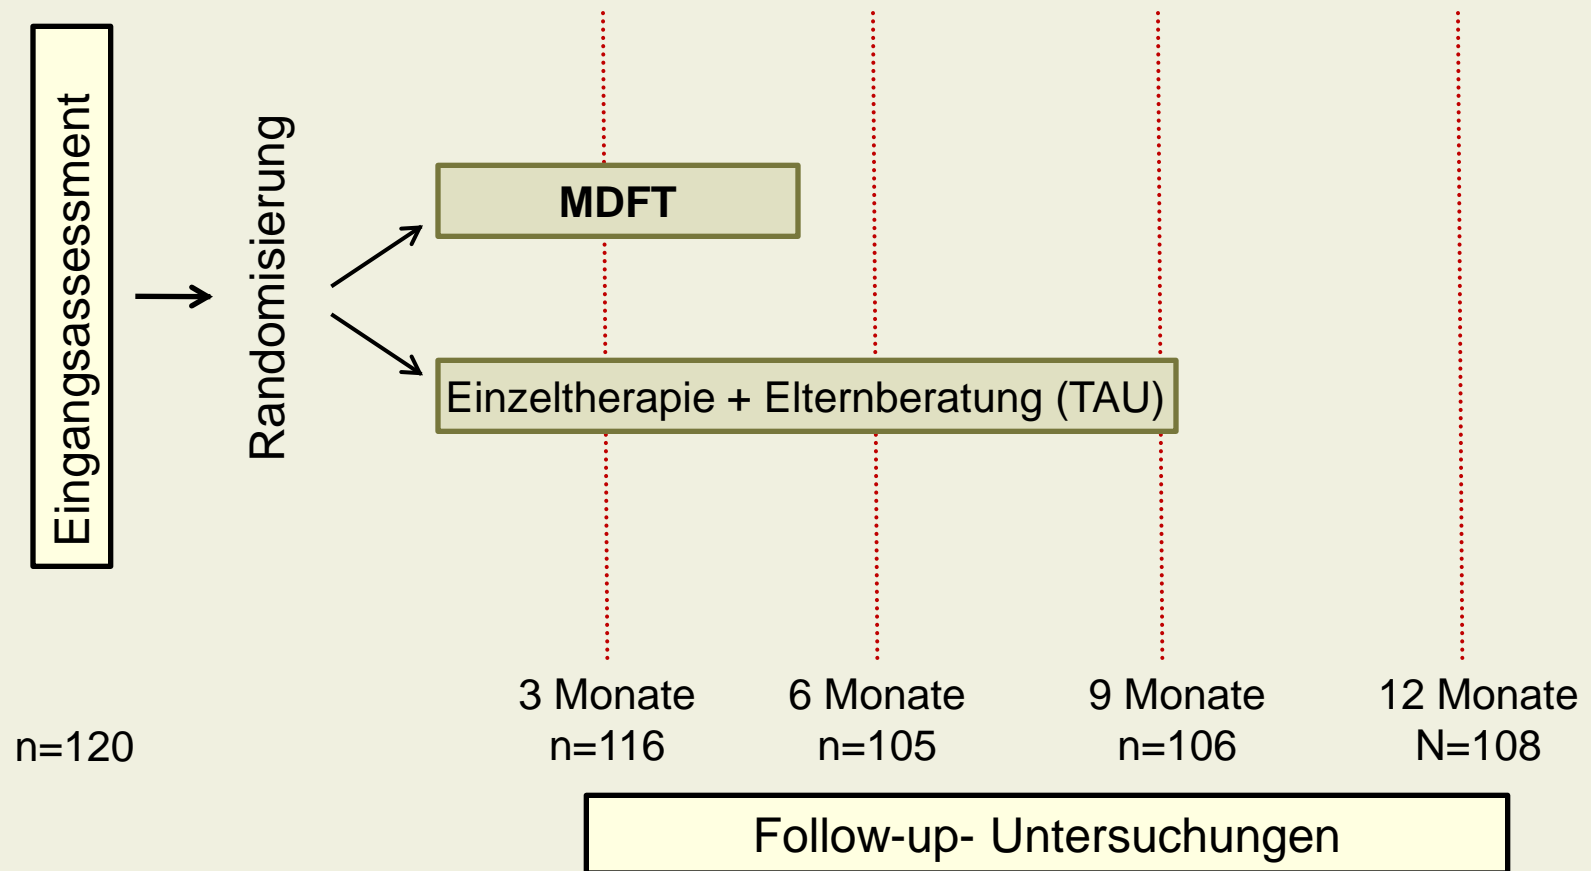 Eingangsassessment
Randomisierung
MDFT
Einzeltherapie + Elternberatung (TAU)
3 Monate
6 Monate
9 Monate
12 Monate
n=120
n=116
n=105
n=106
N=108
Follow-up- Untersuchungen